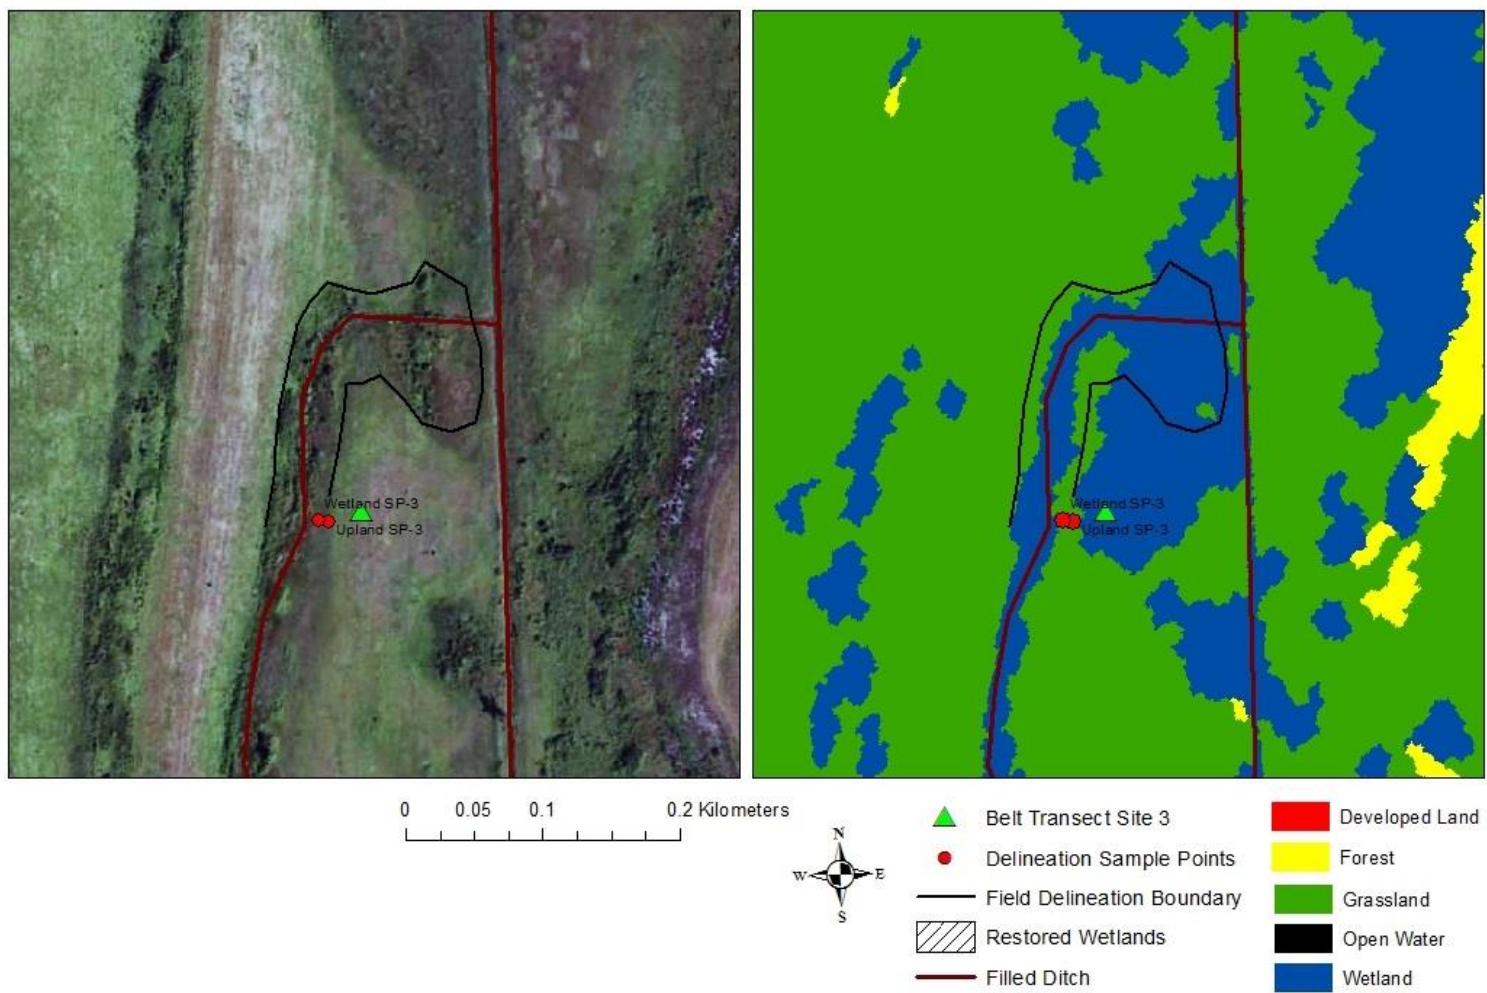 Wetland SP-3
Upland SP-3
Wetland SP-3
Upland SP-3
0 0.05 0.1 0.2 Kilometers
N
W E
S
Belt Transect Site 3
Delineation Sample Points
Field Delineation Boundary
Restored Wetlands
Filled Ditch
Developed Land
Forest
Grassland
Open Water
Wetland